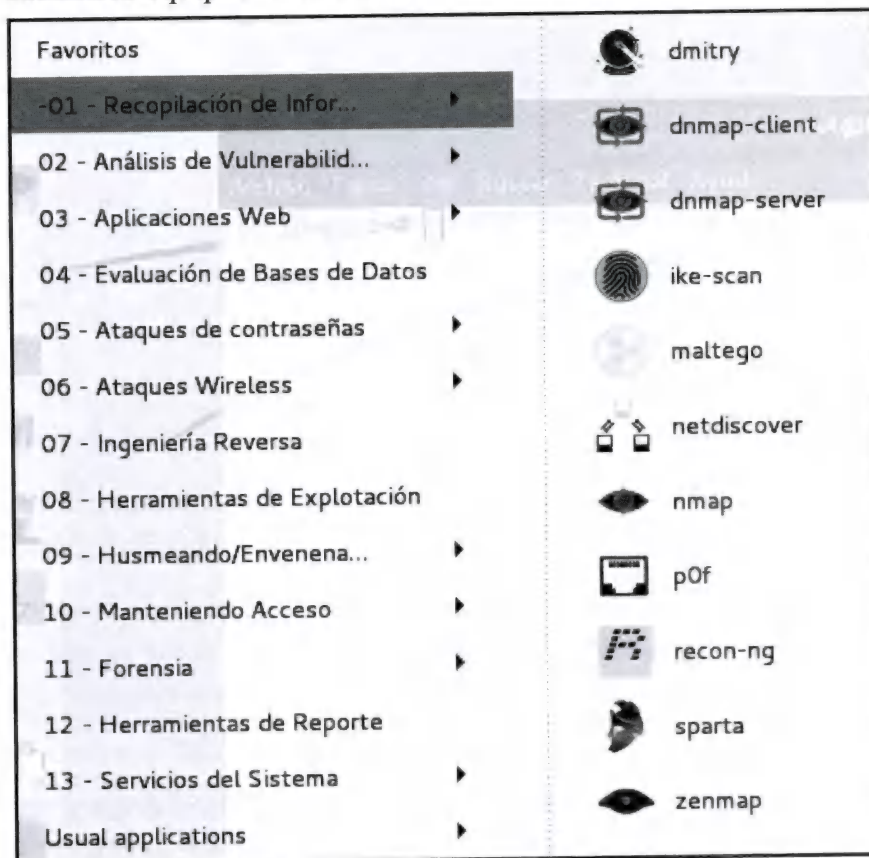 Favoritos
-01 - Recopilación de Infor...
02 - Análisis de Vulnerabilid...
03 - Aplicaciones Web
04 - Evaluación de Bases de Datos
05 - Ataques de contraseñas
06 - Ataques Wireless
07 - Ingeniería Reversa
08 - Herramientas de Explotación
09 - Husmeando/Envenena...
10 - Manteniendo Acceso
11 - Forensia
12 - Herramientas de Reporte
13 - Servicios del Sistema
Usual applications
dmitry
dnmap-client
dnmap-server
ike-scan
maltego
netdiscover
nmap
p0f
recon-ng
sparta
zenmap